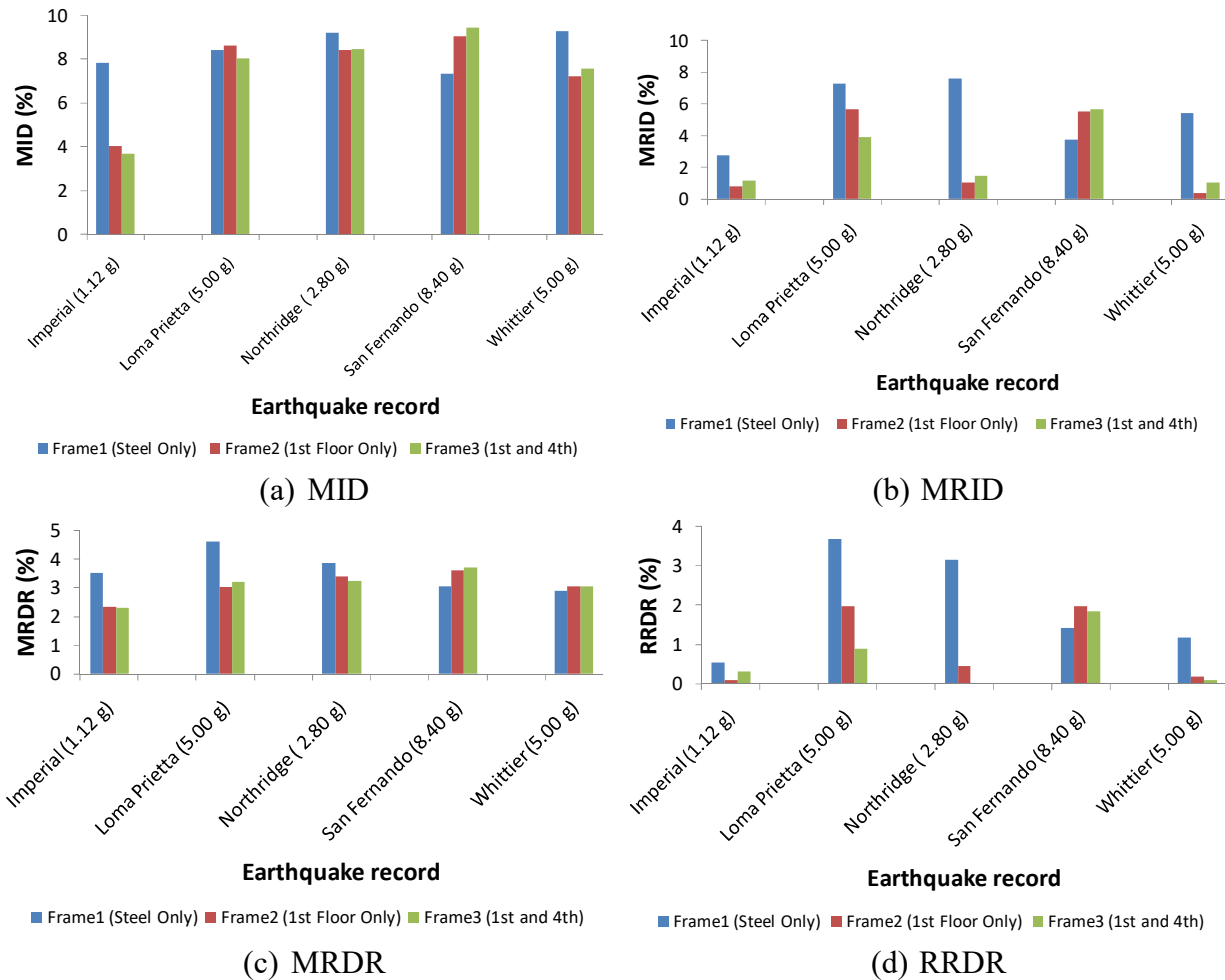 10
8
6
4
2
0
MID (%)
Imperial (1.12 g)
Loma Prietta (5.00 g)
Northridge ( 2.80 g)
San Fernando (8.40 g)
Whittier (5.00 g)
Earthquake record
Frame1 (Steel Only) Frame2 (1st Floor Only) Frame3 (1st and 4th)
(a) MID
10
8
6
4
2
0
MRID (%)
Imperial (1.12 g)
Loma Prietta (5.00 g)
Northridge ( 2.80 g)
San Fernando (8.40 g)
Whittier (5.00 g)
Earthquake record
Frame1 (Steel Only) Frame2 (1st Floor Only) Frame3 (1st and 4th)
(b) MRID
5
4
3
2
1
0
MRDR (%)
Imperial (1.12 g)
Loma Prietta (5.00 g)
Northridge ( 2.80 g)
San Fernando (8.40 g)
Whittier (5.00 g)
Earthquake record
Frame1 (Steel Only) Frame2 (1st Floor Only) Frame3 (1st and 4th)
(c) MRDR
4
3
2
1
0
RRDR (%)
Imperial (1.12 g)
Loma Prietta (5.00 g)
Northridge ( 2.80 g)
San Fernando (8.40 g)
Whittier (5.00 g)
Earthquake record
Frame1 (Steel Only) Frame2 (1st Floor Only) Frame3 (1st and 4th)
(d) RRDR